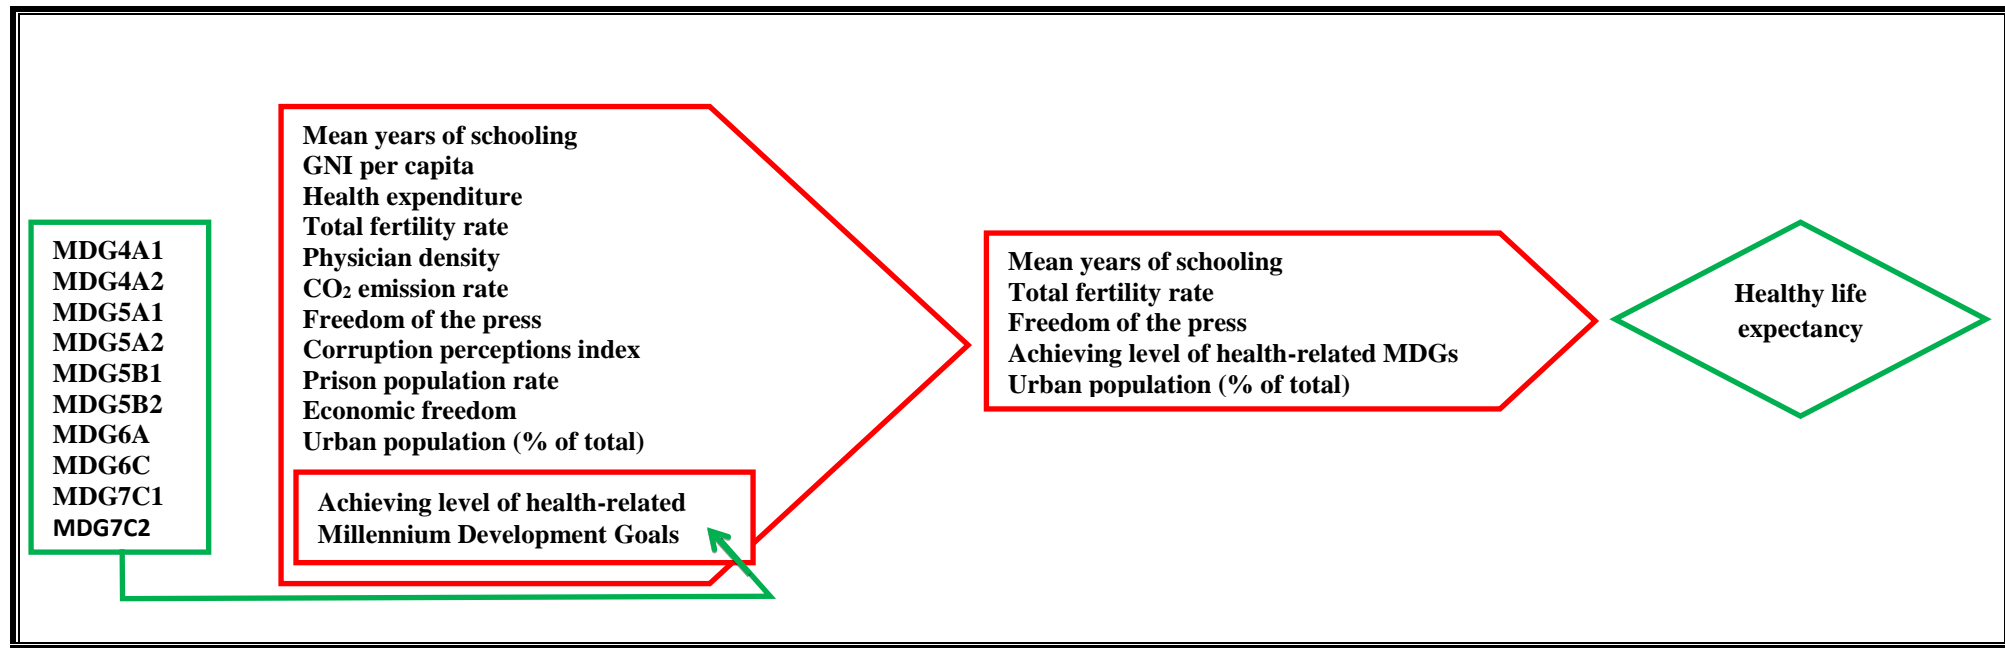 MDG4A1
MDG4A2
MDG5A1
MDG5A2
MDG5B1
MDG5B2
MDG6A
MDG6C
MDG7C1
MDG7C2
Mean years of schooling
GNI per capita
Health expenditure
Total fertility rate
Physician density
CO₂ emission rate
Freedom of the press
Corruption perceptions index
Prison population rate
Economic freedom
Urban population (% of total)
Achieving level of health-related
Millennium Development Goals
Mean years of schooling
Total fertility rate
Freedom of the press
Achieving level of health-related MDGs
Urban population (% of total)
Healthy life
expectancy